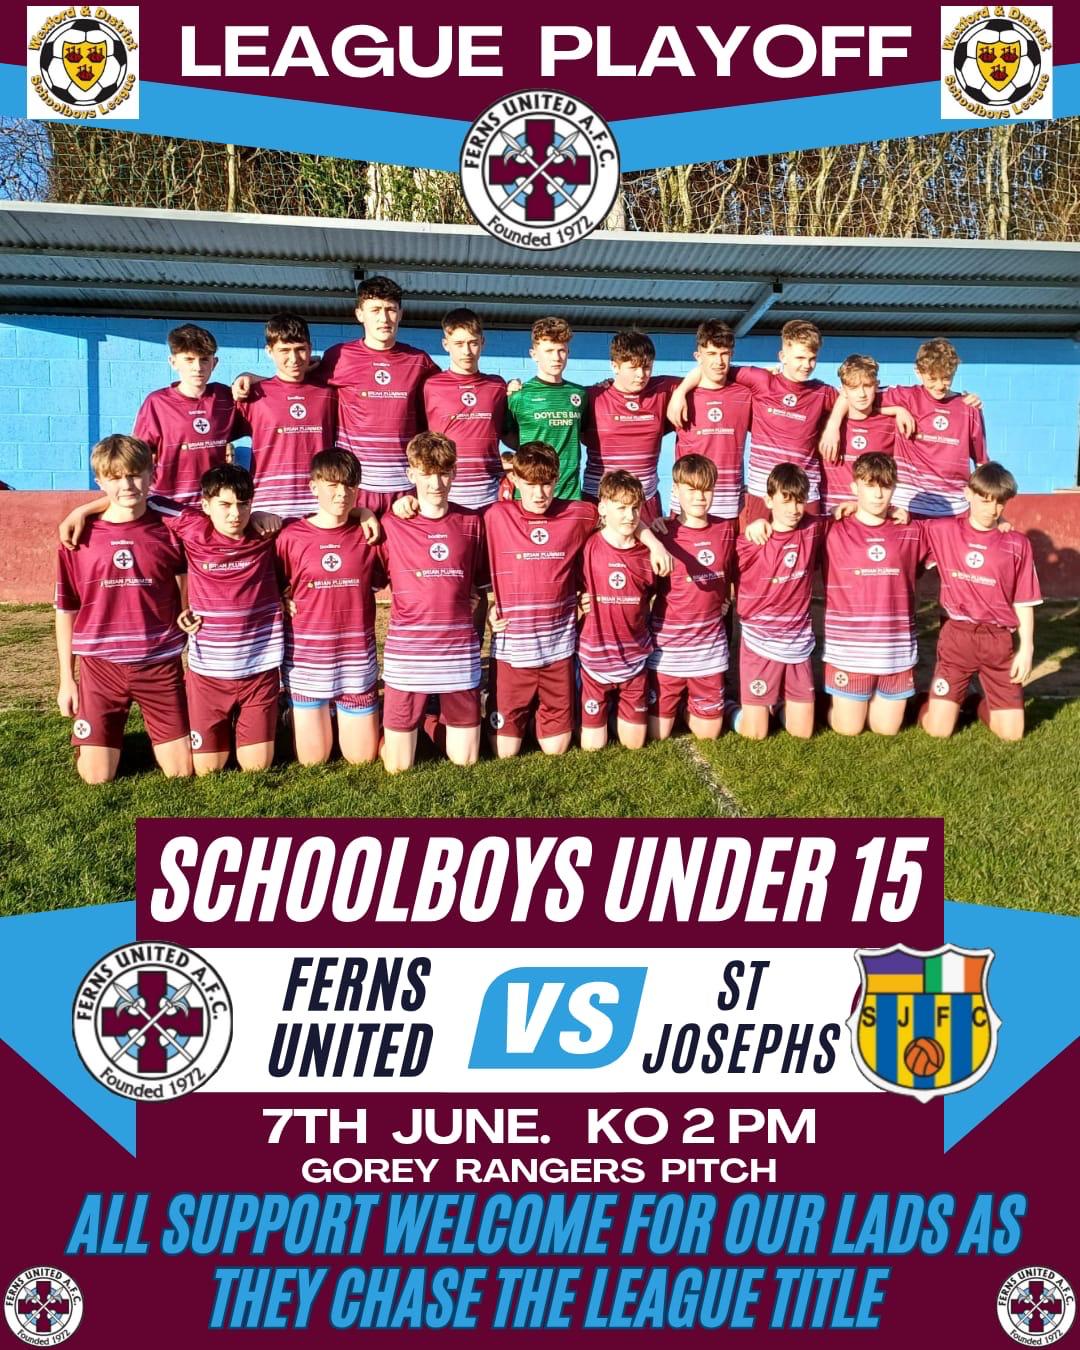 Wexford & District
Schoolboys League
LEAGUE PLAYOFF
Wexford & District
Schoolboys League
FERNS UNITED A.F.C.
Founded 1972
DOYLE'S BAR
FERNS
BRIAN PLUMMER
SCHOOLBOYS UNDER 15
FERNS UNITED A.F.C.
Founded 1972
FERNS
UNITED
VS
ST
JOSEPHS
SJFC
7TH JUNE. KO 2 PM
GOREY RANGERS PITCH
ALL SUPPORT WELCOME FOR OUR LADS AS
THEY CHASE THE LEAGUE TITLE
FERNS UNITED A.F.C.
Founded 1972
FERNS UNITED A.F.C.
Founded 1972